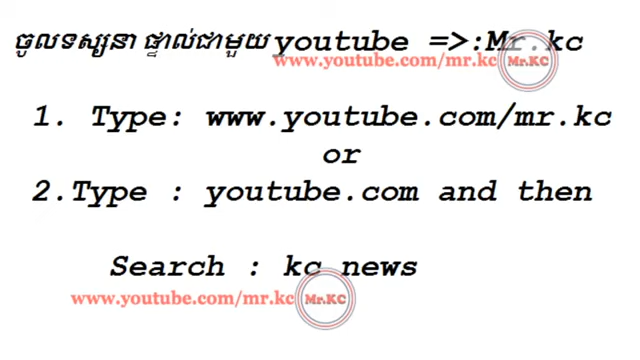 ចូលទស្សនា ផ្ទាល់ជាមួយ youtube =>:Mr.kc
www.youtube.com/mr.kc Mr.KC
1. Type: www.youtube.com/mr.kc
or
2.Type : youtube.com and then
Search : kc news
www.youtube.com/mr.kc Mr.KC